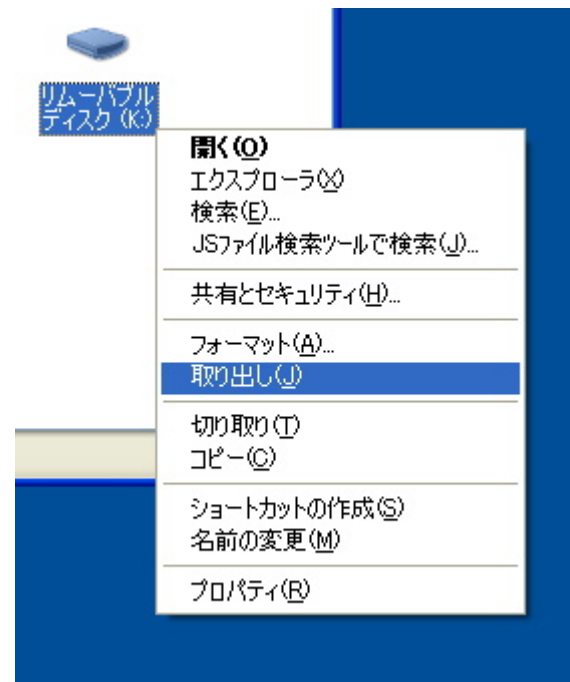 リムーバブル
ディスク (K:)
開く(O)
エクスプローラ(X)
検索(E)...
JSファイル検索ツールで検索(J)...
共有とセキュリティ(H)...
フォーマット(A)...
取り出し(J)
切り取り(T)
コピー(C)
ショートカットの作成(S)
名前の変更(M)
プロパティ(R)